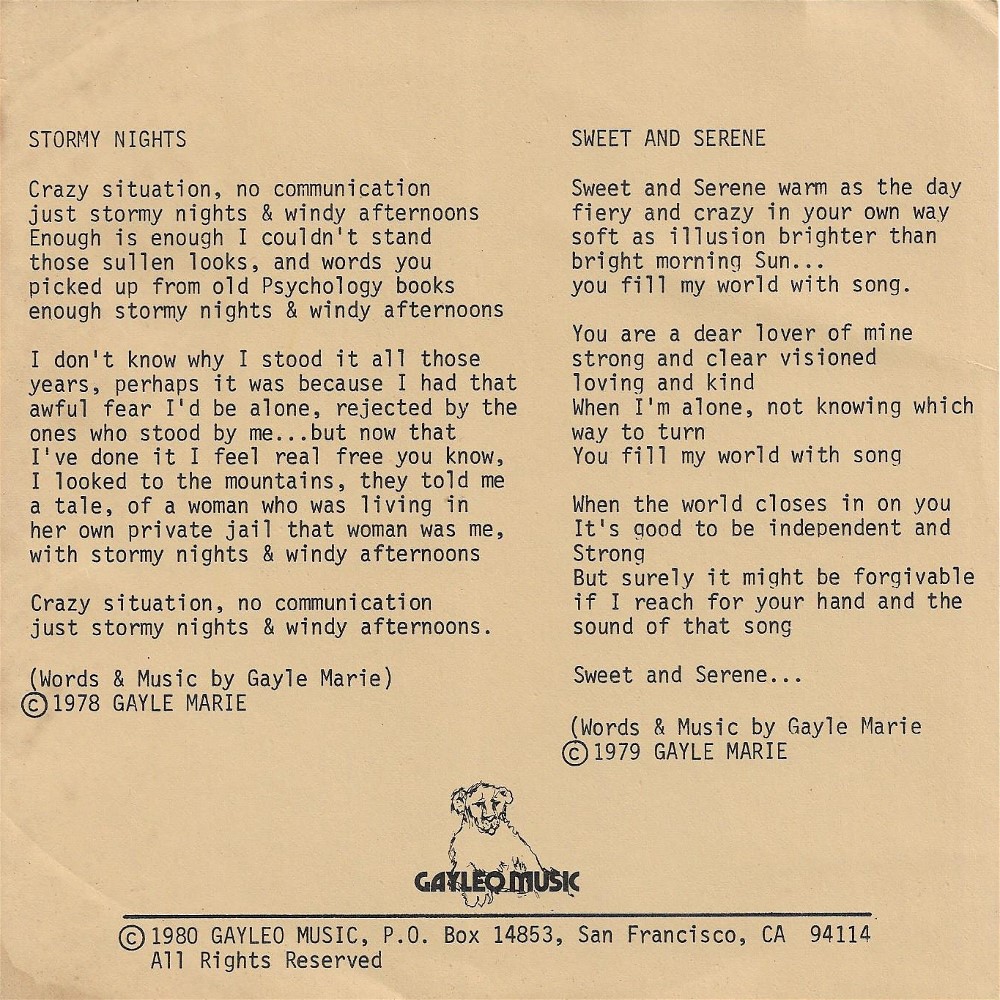 STORMY NIGHTS
Crazy situation, no communication
just stormy nights & windy afternoons
Enough is enough I couldn't stand
those sullen looks, and words you
picked up from old Psychology books
enough stormy nights & windy afternoons
I don't know why I stood it all those
years, perhaps it was because I had that
awful fear I'd be alone, rejected by the
ones who stood by me...but now that
I've done it I feel real free you know,
I looked to the mountains, they told me
a tale, of a woman who was living in
her own private jail that woman was me,
with stormy nights & windy afternoons
Crazy situation, no communication
just stormy nights & windy afternoons.
(Words & Music by Gayle Marie)
©1978 GAYLE MARIE
SWEET AND SERENE
Sweet and Serene warm as the day
fiery and crazy in your own way
soft as illusion brighter than
bright morning Sun...
you fill my world with song.
You are a dear lover of mine
strong and clear visioned
loving and kind
When I'm alone, not knowing which
way to turn
You fill my world with song
When the world closes in on you
It's good to be independent and
Strong
But surely it might be forgivable
if I reach for your hand and the
sound of that song
Sweet and Serene...
(Words & Music by Gayle Marie
©1979 GAYLE MARIE
GAYLEO MUSIC
©1980 GAYLEO MUSIC, P.O. Box 14853, San Francisco, CA 94114
All Rights Reserved